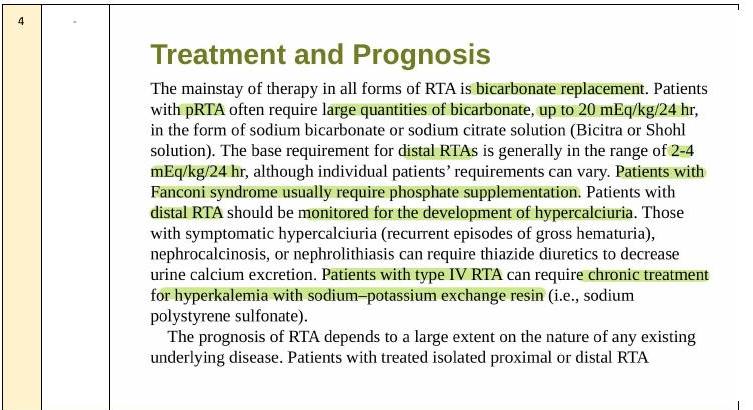 4
-
Treatment and Prognosis
The mainstay of therapy in all forms of RTA is bicarbonate replacement. Patients
with pRTA often require large quantities of bicarbonate, up to 20 mEq/kg/24 hr,
in the form of sodium bicarbonate or sodium citrate solution (Bicitra or Shohl
solution). The base requirement for distal RTAs is generally in the range of 2-4
mEq/kg/24 hr, although individual patients’ requirements can vary. Patients with
Fanconi syndrome usually require phosphate supplementation. Patients with
distal RTA should be monitored for the development of hypercalciuria. Those
with symptomatic hypercalciuria (recurrent episodes of gross hematuria),
nephrocalcinosis, or nephrolithiasis can require thiazide diuretics to decrease
urine calcium excretion. Patients with type IV RTA can require chronic treatment
for hyperkalemia with sodium–potassium exchange resin (i.e., sodium
polystyrene sulfonate).
The prognosis of RTA depends to a large extent on the nature of any existing
underlying disease. Patients with treated isolated proximal or distal RTA